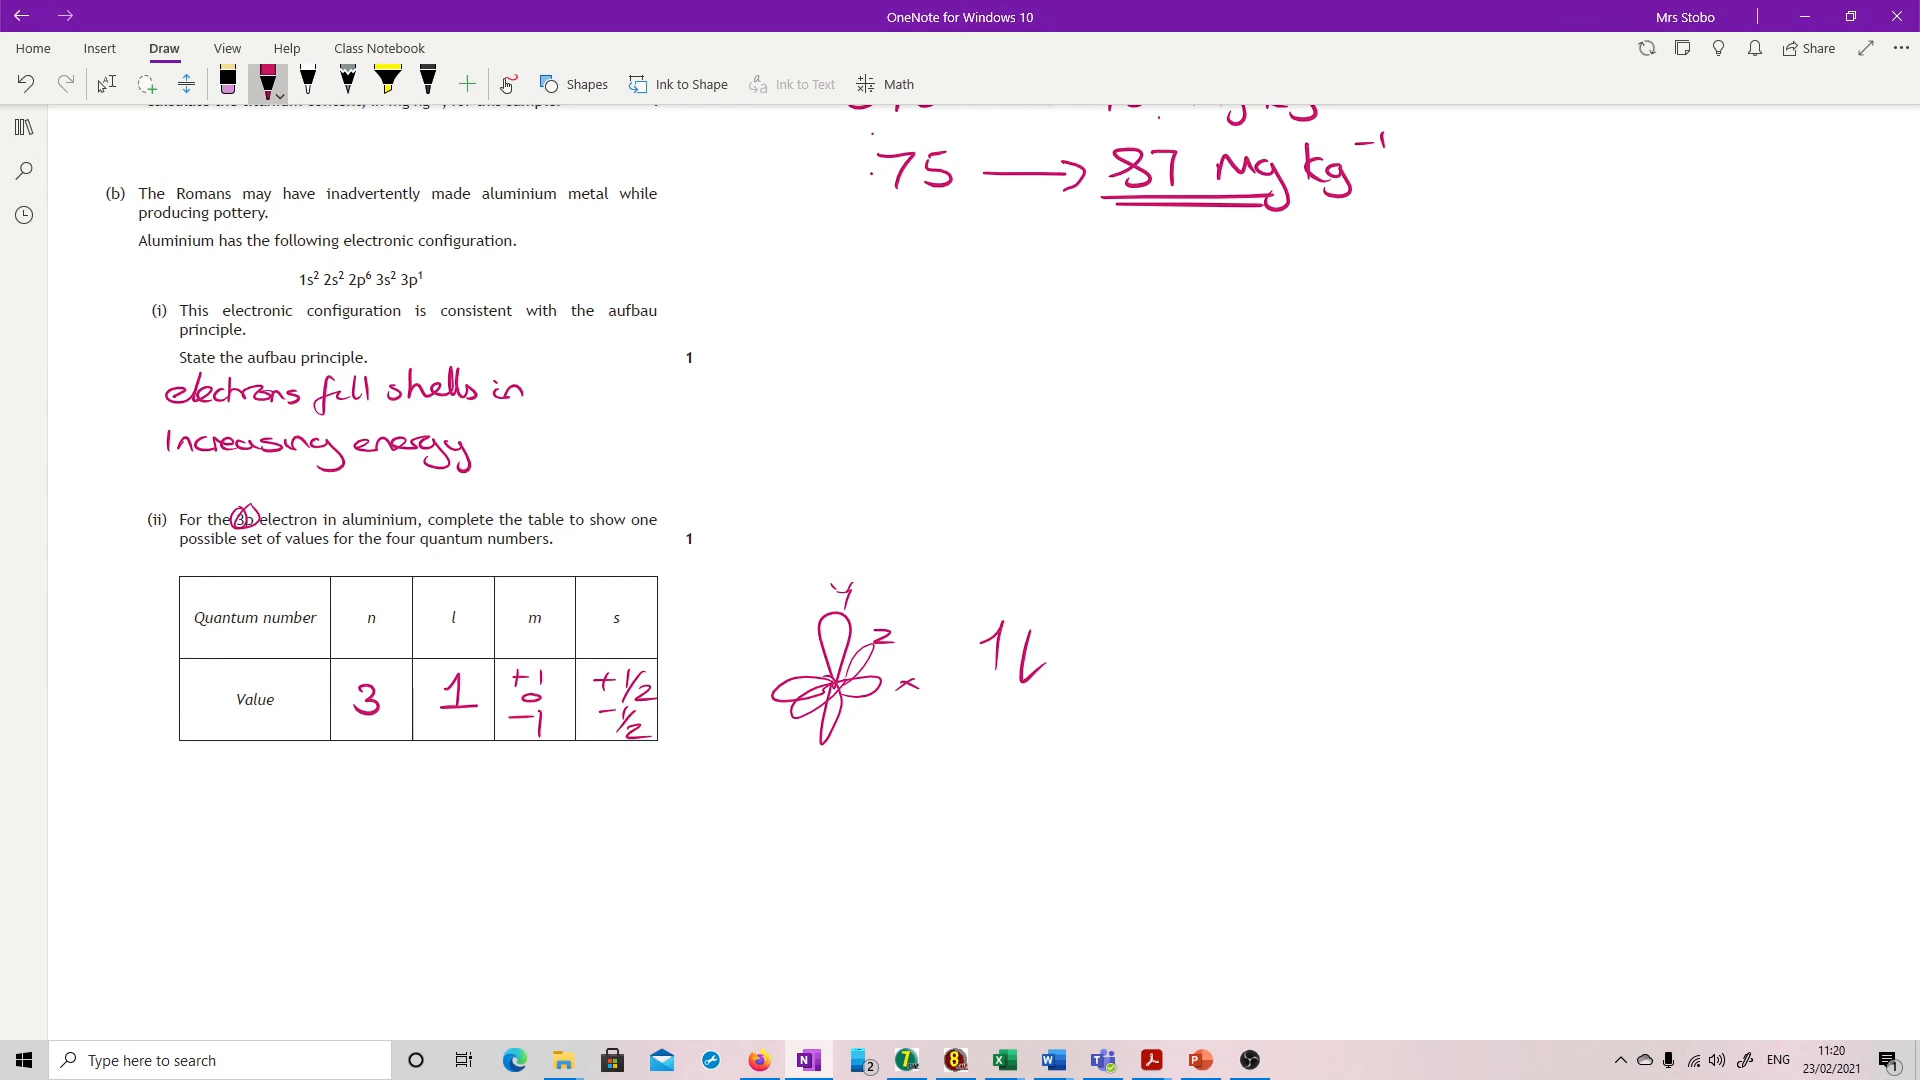 OneNote for Windows 10
Mrs Stobo
Home Insert Draw View Help Class Notebook
Share
Shapes Ink to Shape Ink to Text Math
75 → 87 mg kg⁻¹
(b) The Romans may have inadvertently made aluminium metal while
producing pottery.
Aluminium has the following electronic configuration.
1s² 2s² 2p⁶ 3s² 3p¹
(i) This electronic configuration is consistent with the aufbau
principle.
State the aufbau principle. 1
electrons fill shells in
increasing energy
(ii) For the 3p electron in aluminium, complete the table to show one
possible set of values for the four quantum numbers. 1
Quantum number n l m s
Value 3 1 +1 0 -1 +1/2 -1/2
y
z
x
1L
Type here to search
2
7
8
ENG
11:20
23/02/2021
1